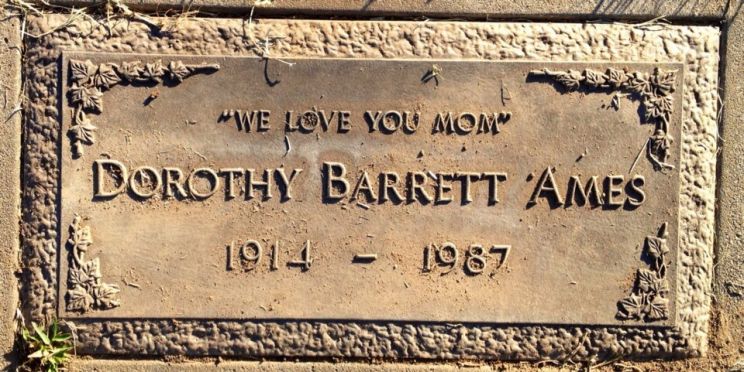 "WE LOVE YOU MOM"
DOROTHY BARRETT AMES
1914 - 1987